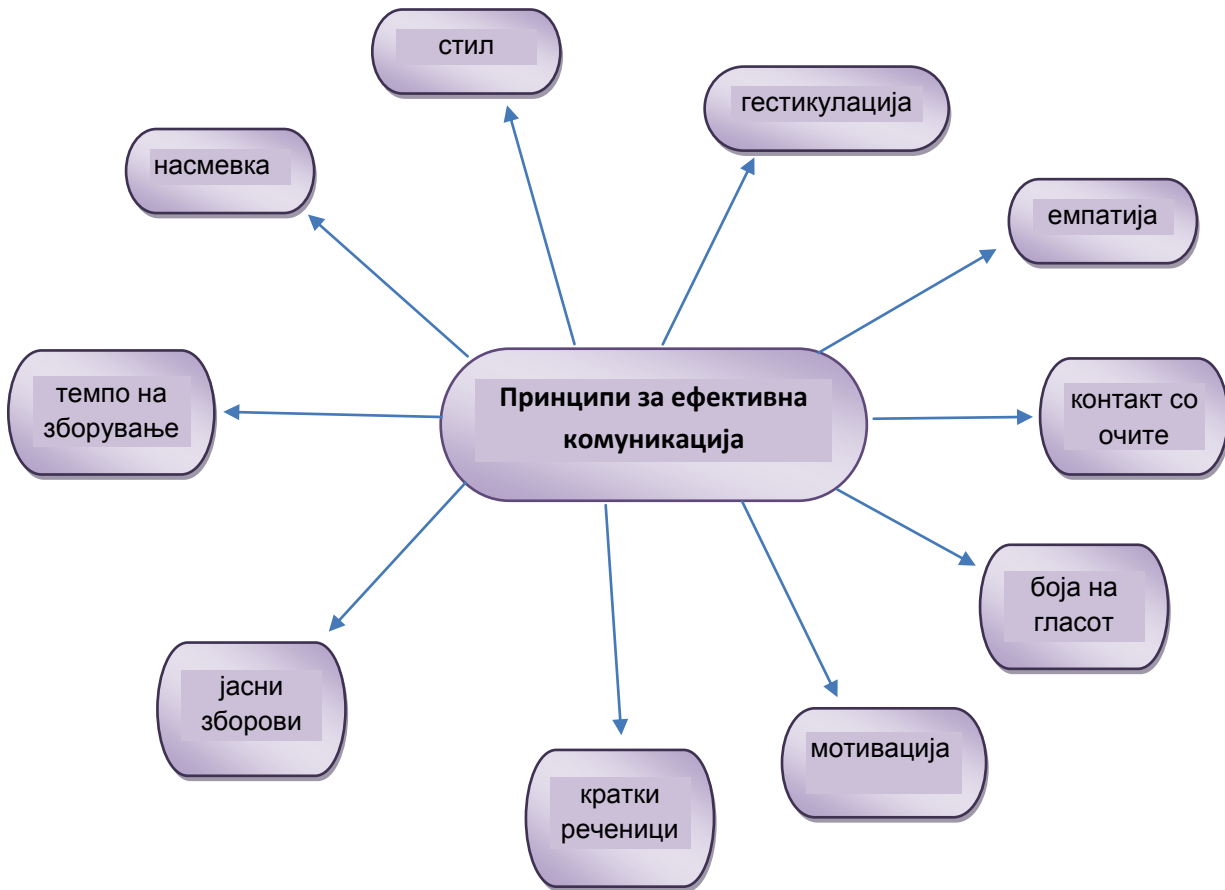 стил
гестикулација
насмевка
емпатија
Принципи за ефективна
комуникација
темпо на
зборување
контакт со
очите
боја на
гласот
јасни
зборови
мотивација
кратки
реченици